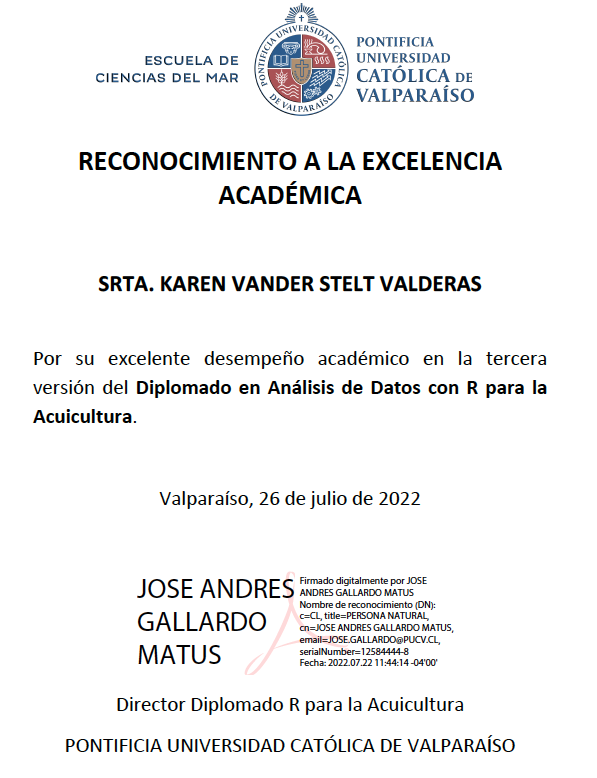 ESCUELA DE
CIENCIAS DEL MAR
PONTIFICIA UNIVERSIDAD CATÓLICA
DE VALPARAÍSO
PONTIFICIA
UNIVERSIDAD
CATÓLICA DE
VALPARAÍSO
RECONOCIMIENTO A LA EXCELENCIA
ACADÉMICA
SRTA. KAREN VANDER STELT VALDERAS
Por su excelente desempeño académico en la tercera
versión del Diplomado en Análisis de Datos con R para la
Acuicultura.
Valparaíso, 26 de julio de 2022
JOSE ANDRES
GALLARDO
MATUS
Firmado digitalmente por JOSE
ANDRES GALLARDO MATUS
Nombre de reconocimiento (DN):
c=CL, title=PERSONA NATURAL,
cn=JOSE ANDRES GALLARDO MATUS,
email=JOSE.GALLARDO@PUCV.CL,
serialNumber=12584444-8
Fecha: 2022.07.22 11:44:14 -04'00'
Director Diplomado R para la Acuicultura
PONTIFICIA UNIVERSIDAD CATÓLICA DE VALPARAÍSO